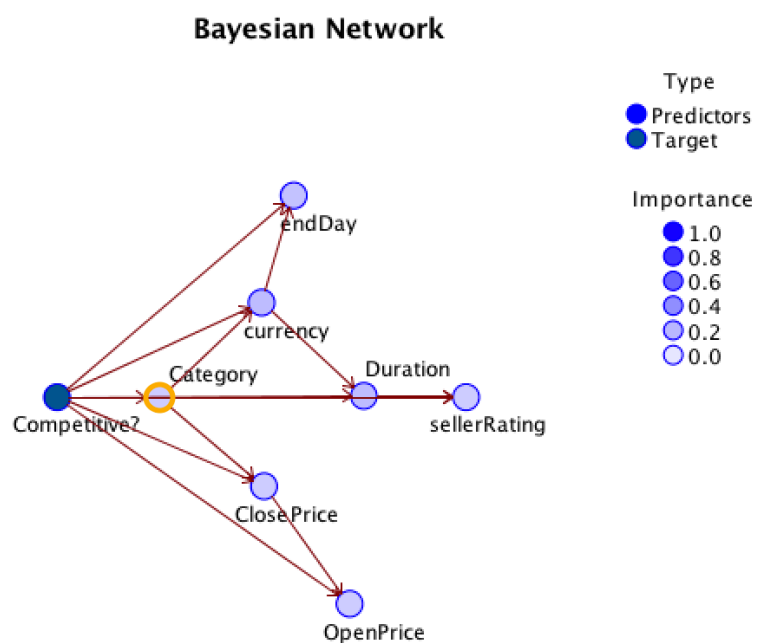 Bayesian Network
Type
Predictors
Target
Importance
1.0
0.8
0.6
0.4
0.2
0.0
endDay
currency
Category
Duration
Competitive?
sellerRating
ClosePrice
OpenPrice